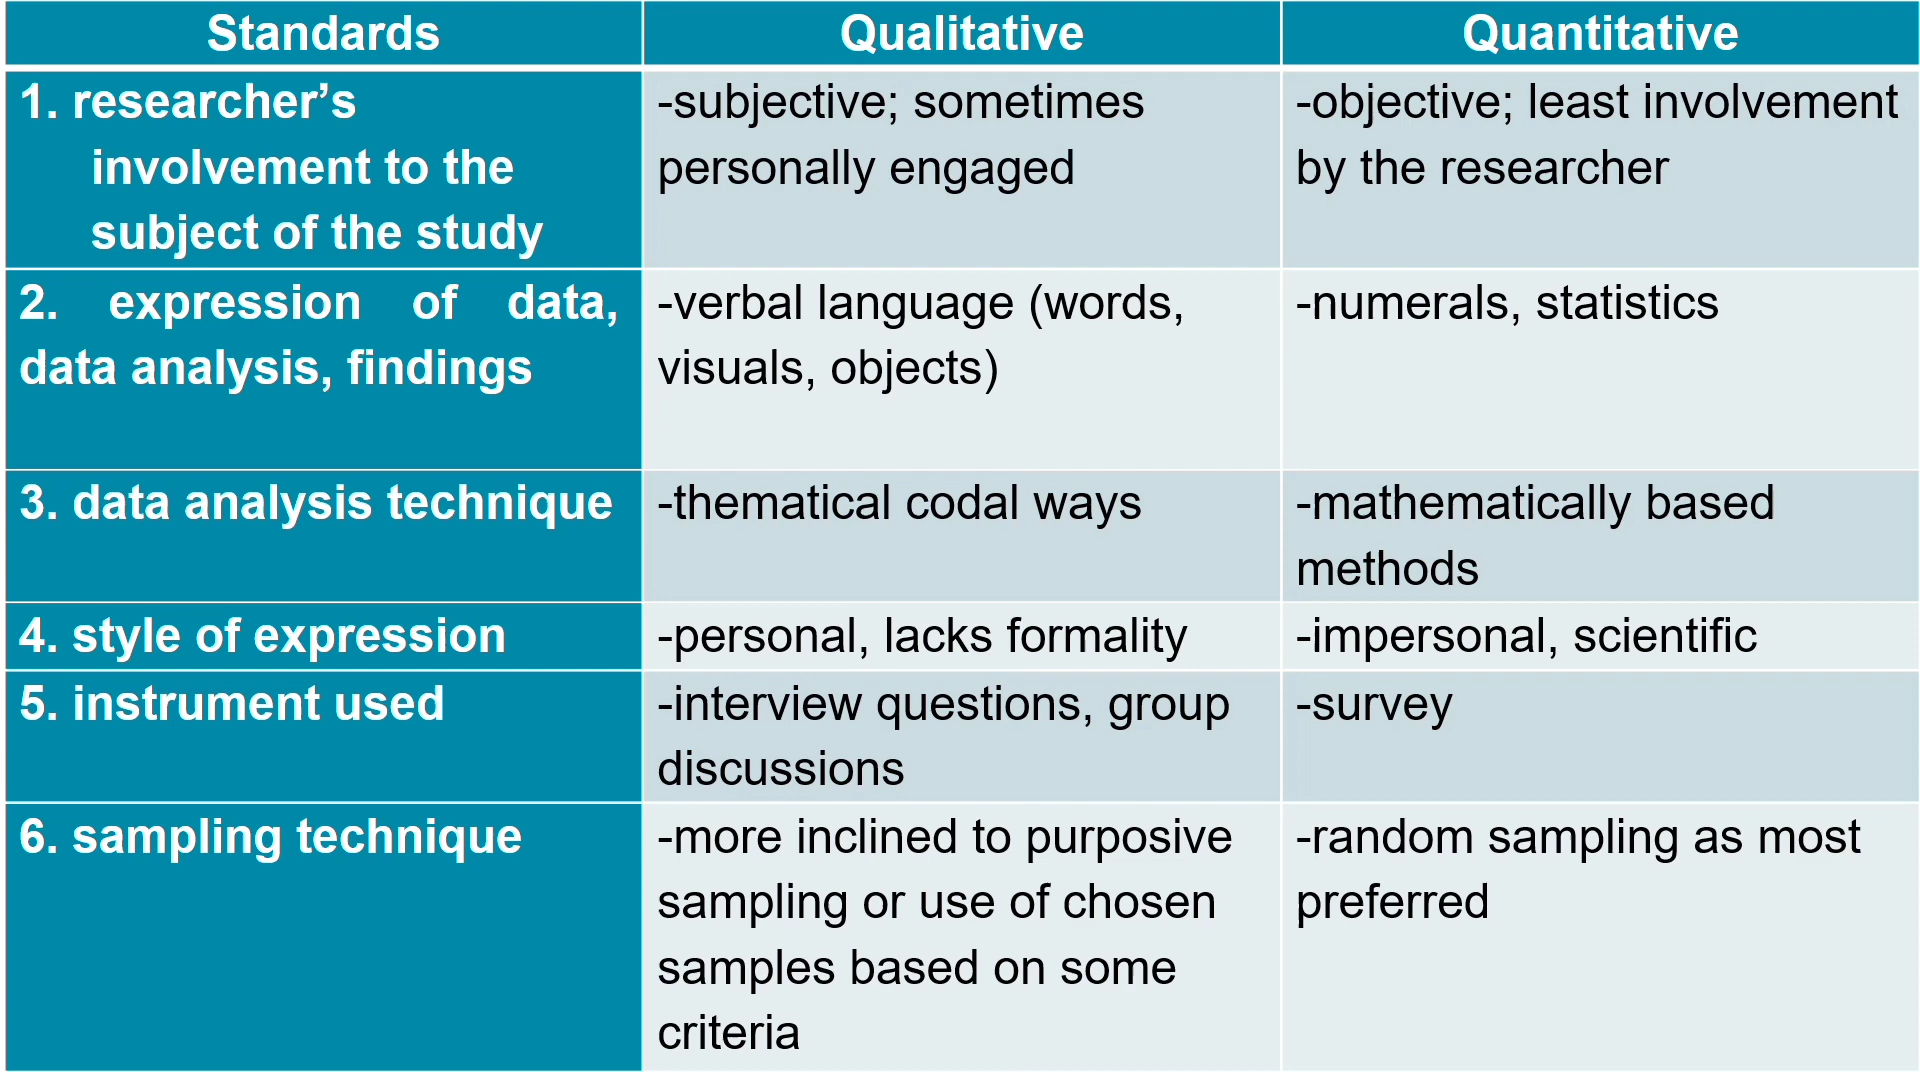 Standards
Qualitative
Quantitative
1. researcher’s
involvement to the
subject of the study
-subjective; sometimes
personally engaged
-objective; least involvement
by the researcher
2. expression of data,
data analysis, findings
-verbal language (words,
visuals, objects)
-numerals, statistics
3. data analysis technique
-thematical codal ways
-mathematically based
methods
4. style of expression
-personal, lacks formality
-impersonal, scientific
5. instrument used
-interview questions, group
discussions
-survey
6. sampling technique
-more inclined to purposive
sampling or use of chosen
samples based on some
criteria
-random sampling as most
preferred